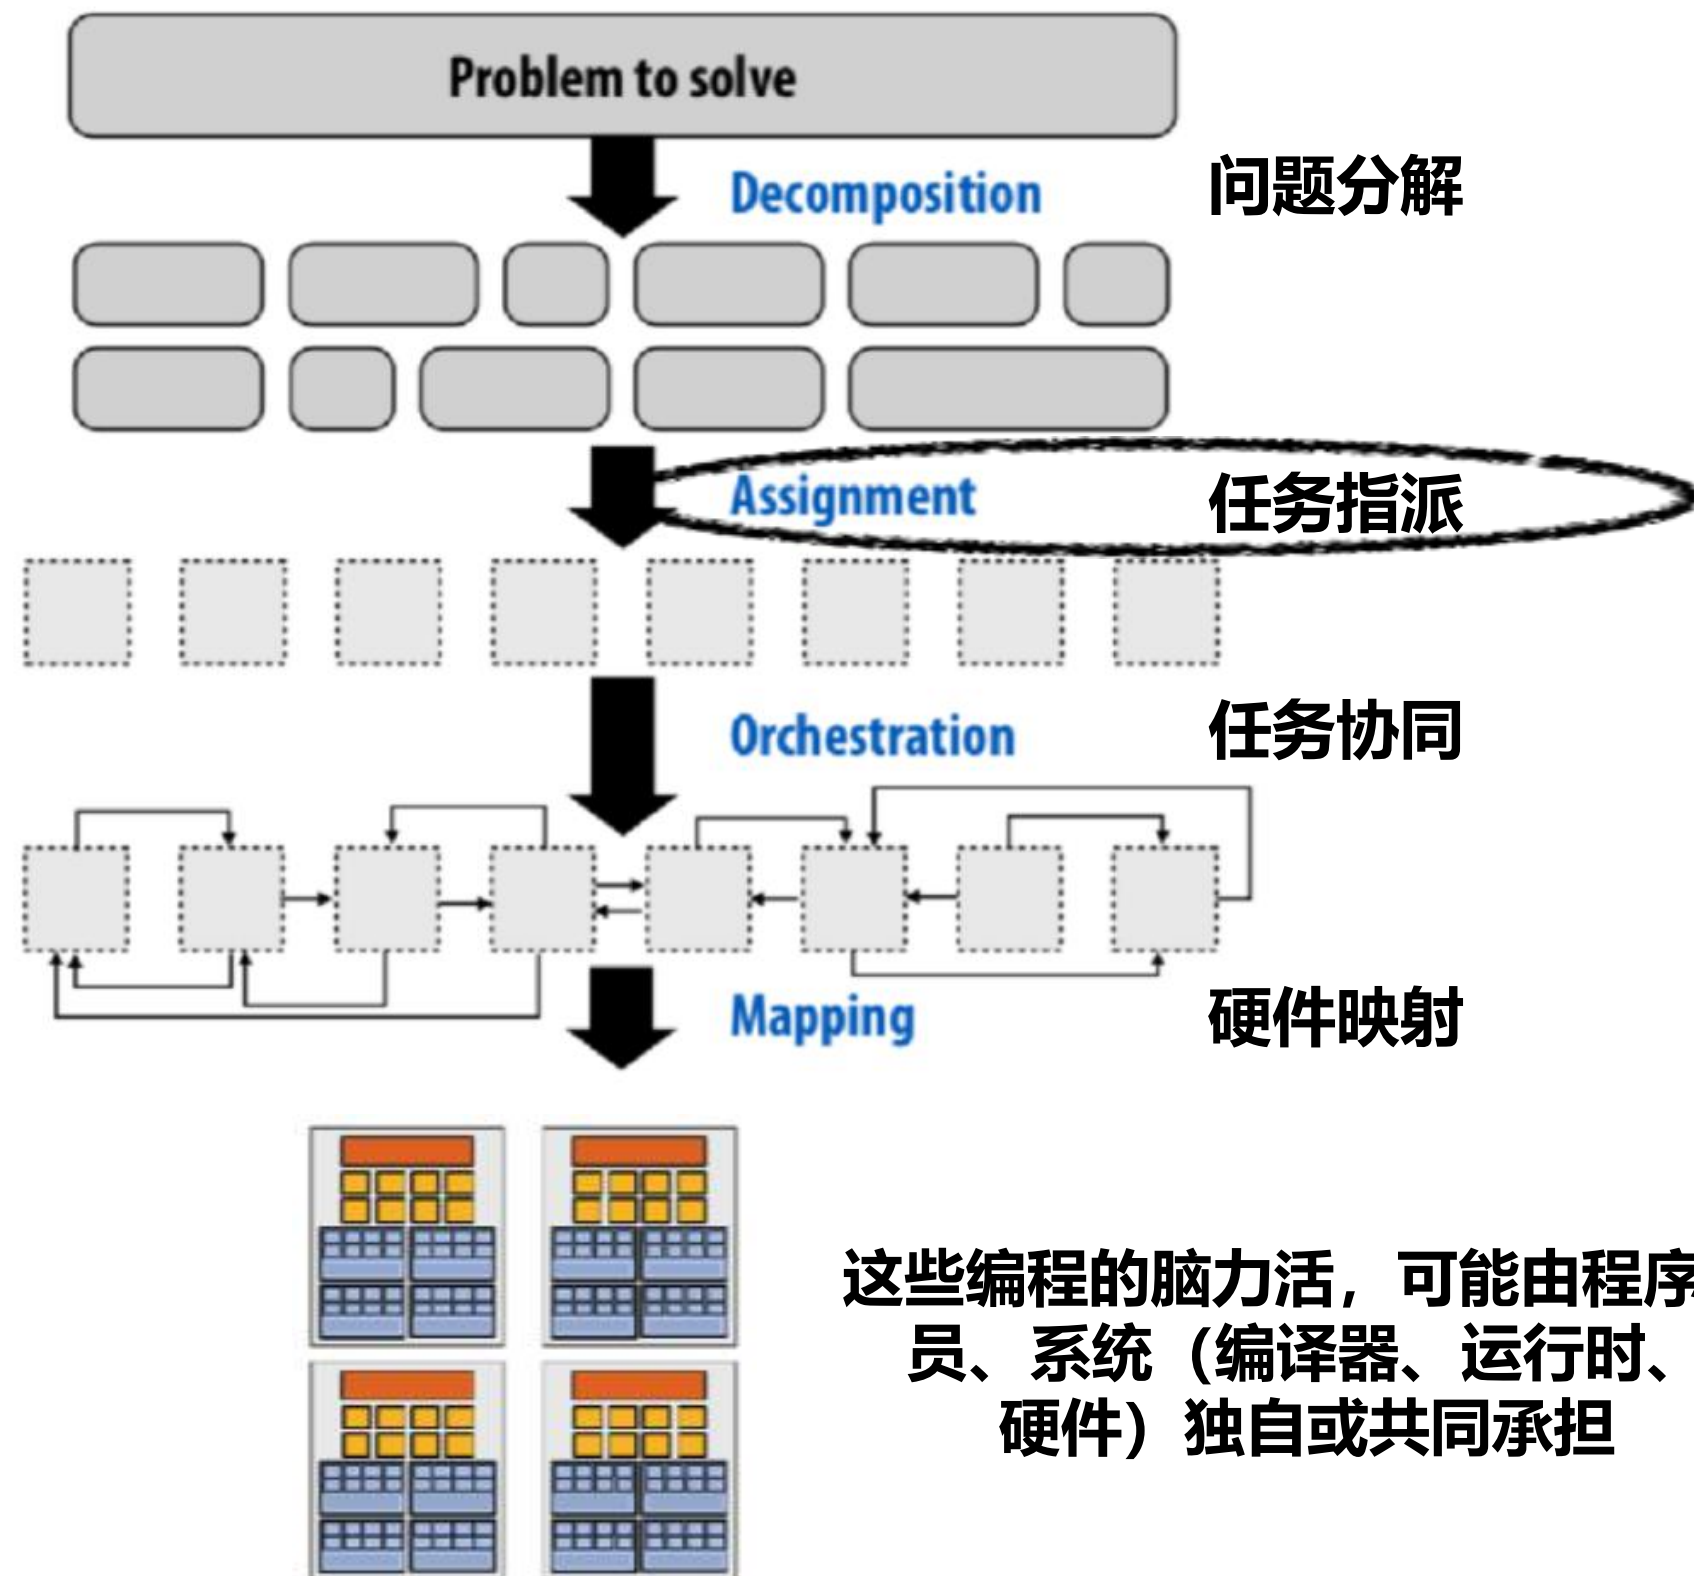 Problem to solve
Decomposition 问题分解
Assignment 任务指派
Orchestration 任务协同
Mapping 硬件映射
这些编程的脑力活，可能由程序
员、系统（编译器、运行时、
硬件）独自或共同承担